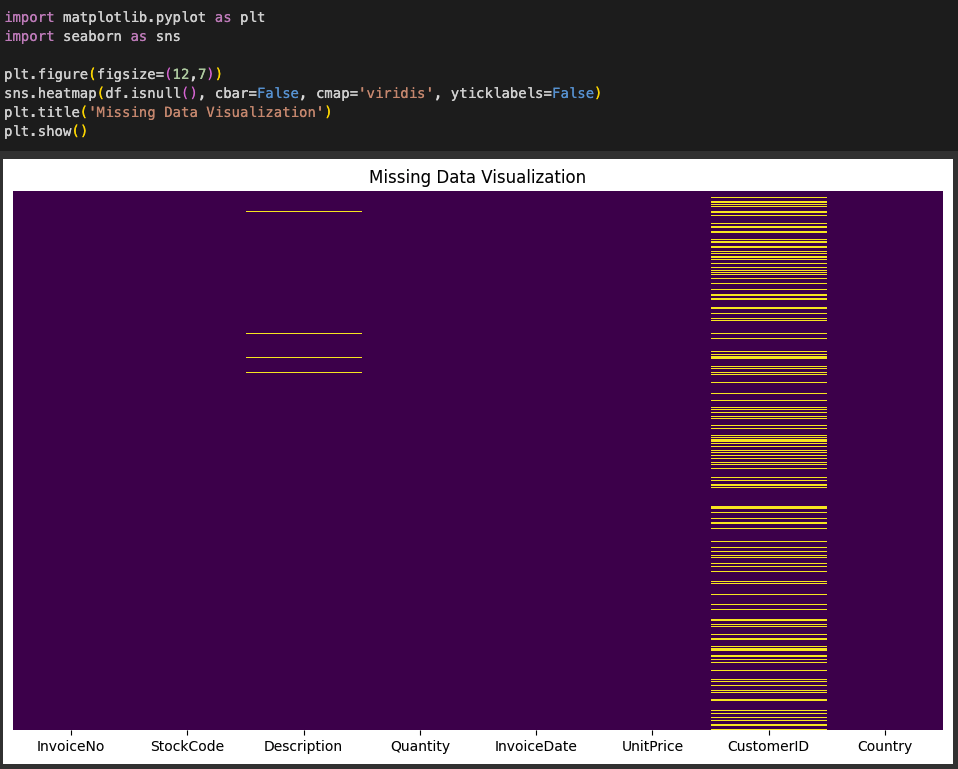 import matplotlib.pyplot as plt
import seaborn as sns
plt.figure(figsize=(12,7))
sns.heatmap(df.isnull(), cbar=False, cmap='viridis', yticklabels=False)
plt.title('Missing Data Visualization')
plt.show()
Missing Data Visualization
InvoiceNo StockCode Description Quantity InvoiceDate UnitPrice CustomerID Country